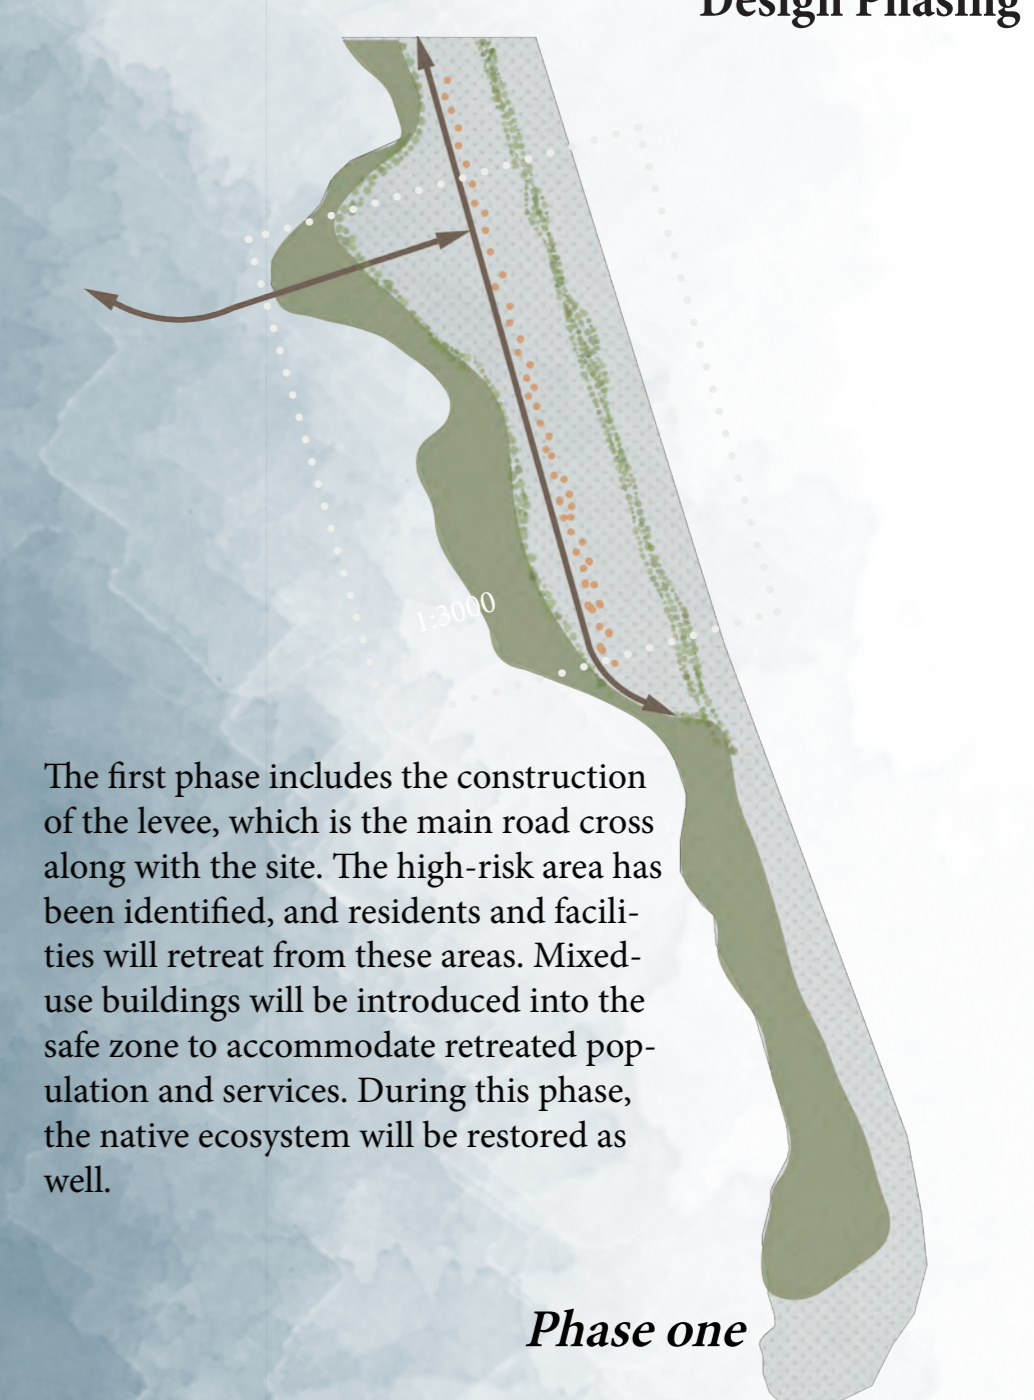 Design Phasing
1:3000
The first phase includes the construction
of the levee, which is the main road cross
along with the site. The high-risk area has
been identified, and residents and facili-
ties will retreat from these areas. Mixed-
use buildings will be introduced into the
safe zone to accommodate retreated pop-
ulation and services. During this phase,
the native ecosystem will be restored as
well.
Phase one